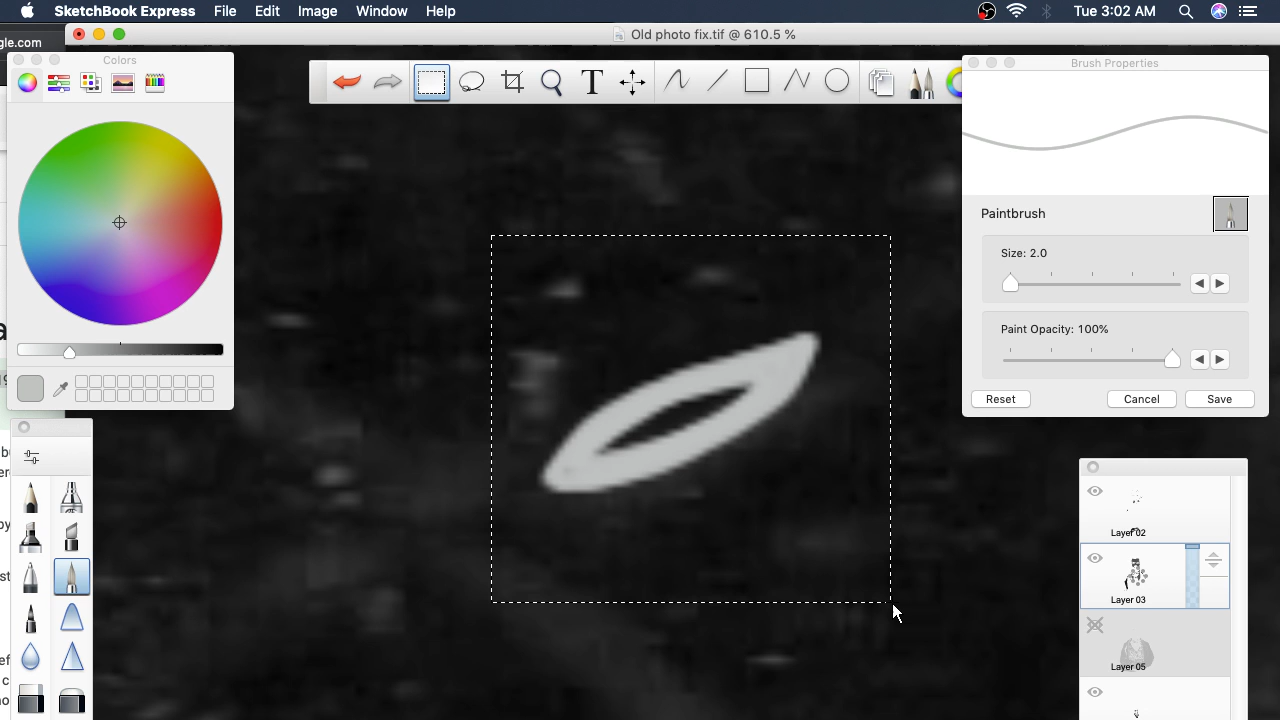 SketchBook Express File Edit Image Window Help Tue 3:02 AM
gle.com
Old photo fix.tif @ 610.5 %
Colors
T
Brush Properties
Paintbrush
Size: 2.0
Paint Opacity: 100%
Reset Cancel Save
Layer 02
Layer 03
Layer 05